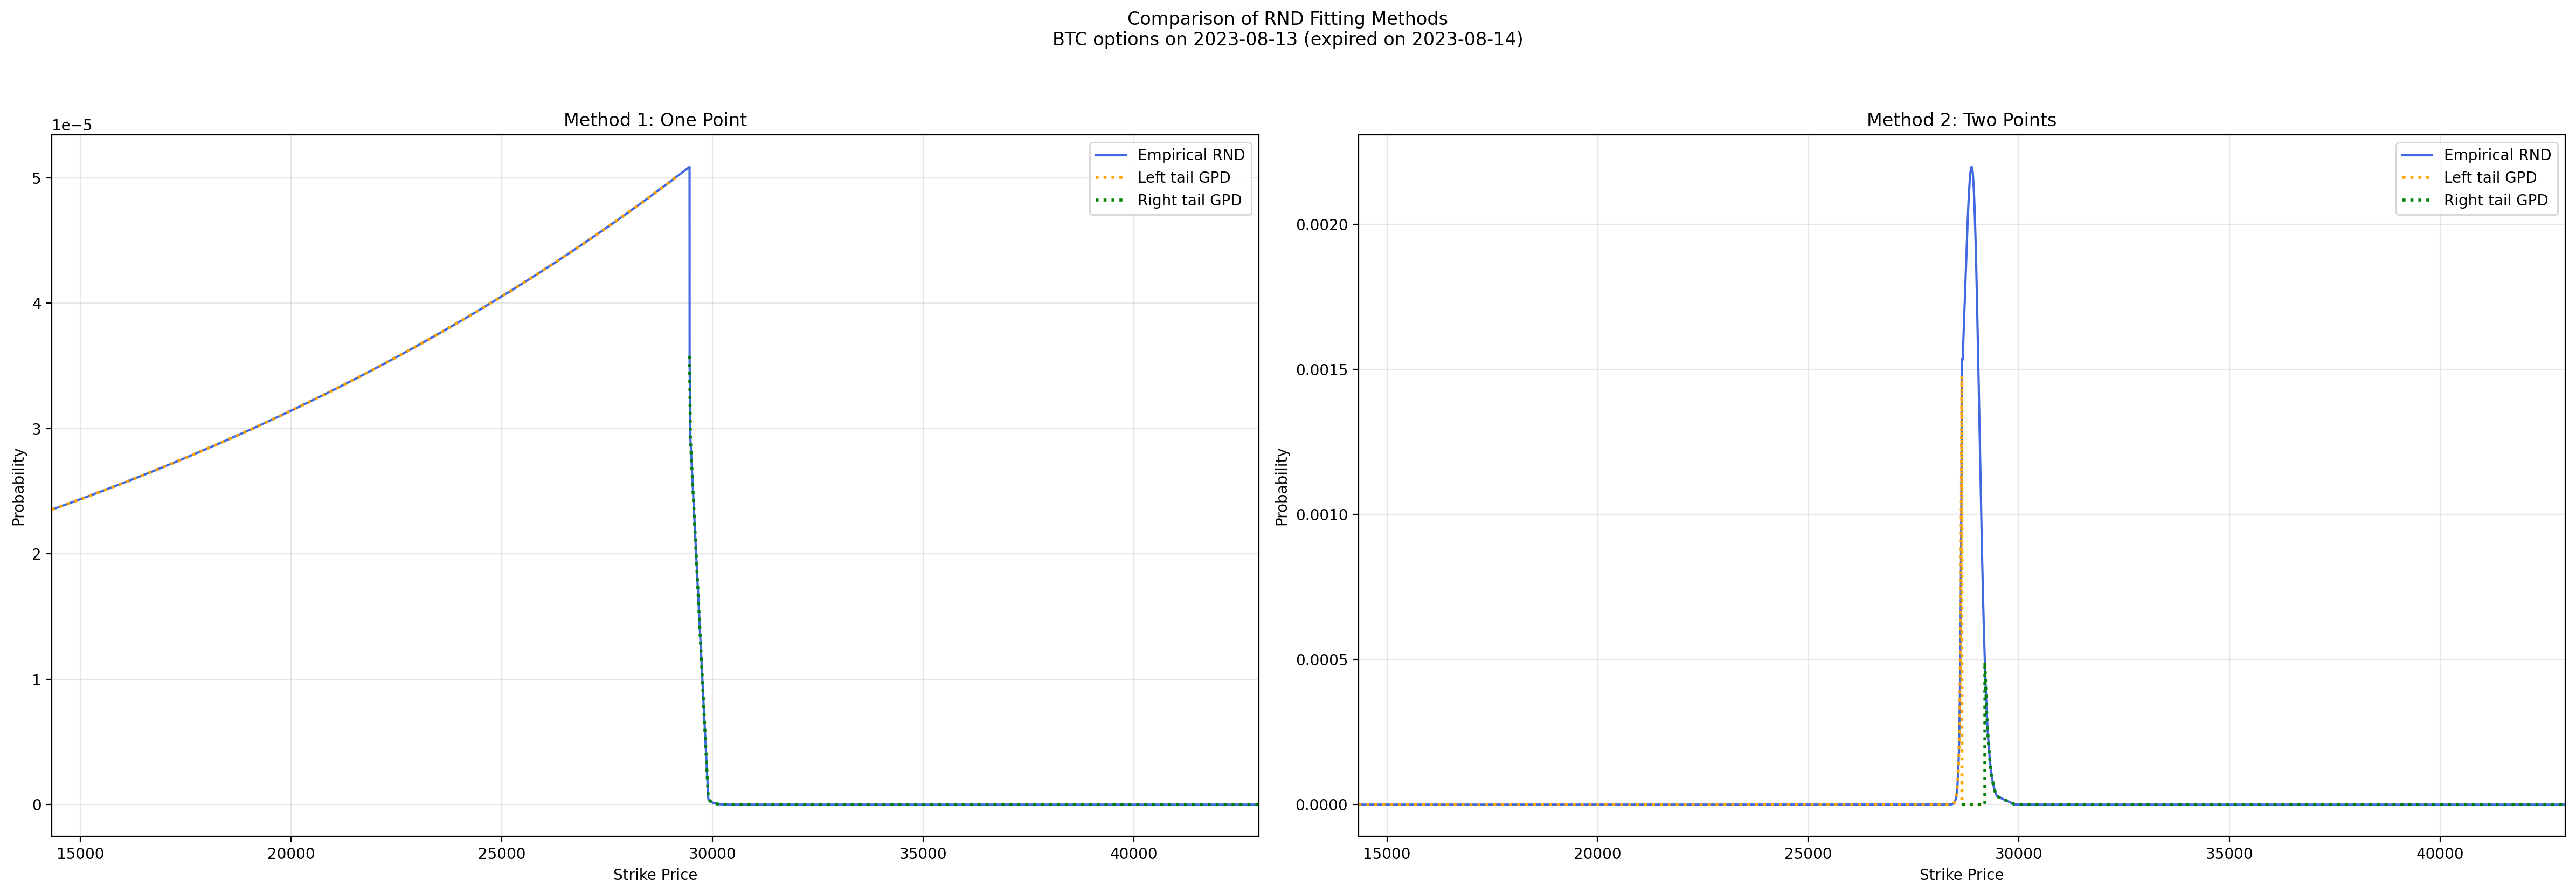 Comparison of RND Fitting Methods
BTC options on 2023-08-13 (expired on 2023-08-14)
Method 1: One Point
1e−5
5
4
3
2
1
0
Probability
15000 20000 25000 30000 35000 40000
Strike Price
Empirical RND
Left tail GPD
Right tail GPD
Method 2: Two Points
0.0020
0.0015
0.0010
0.0005
0.0000
Probability
15000 20000 25000 30000 35000 40000
Strike Price
Empirical RND
Left tail GPD
Right tail GPD